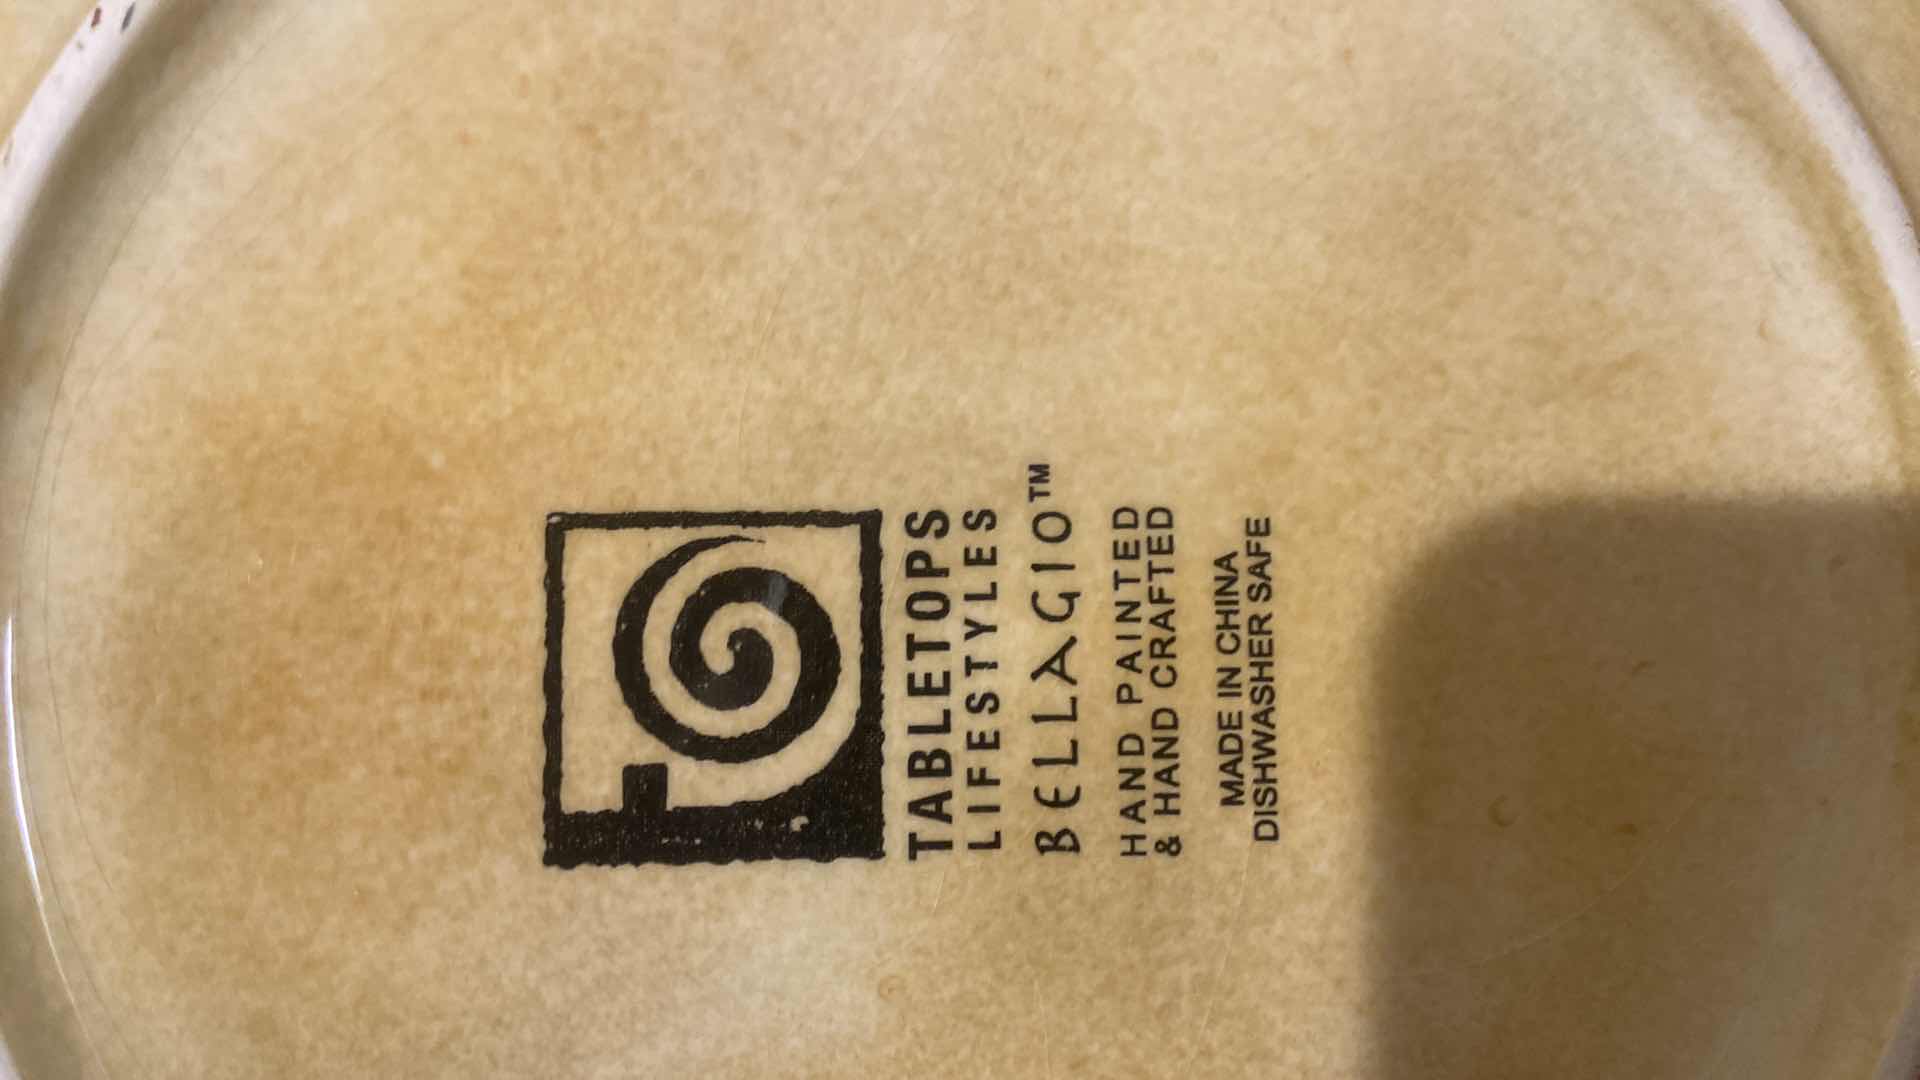 TABLETOPS
LIFESTYLES
BELLAGIO™
HAND PAINTED
& HAND CRAFTED
MADE IN CHINA
DISHWASHER SAFE